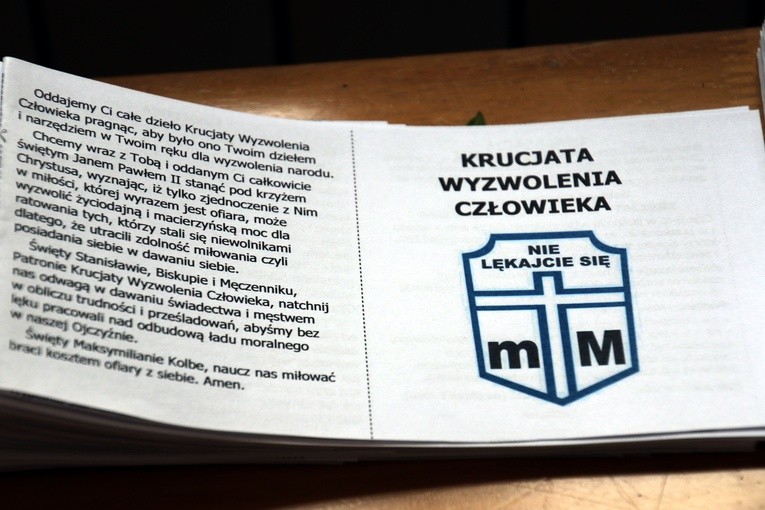 Oddajemy Ci całe dzieło Krucjaty Wyzwolenia
Człowieka pragnąc, aby było ono Twoim dziełem
i narzędziem w Twoim ręku dla wyzwolenia narodu.
Chcemy wraz z Tobą i oddanym Ci całkowicie
świętym Janem Pawłem II stanąć pod krzyżem
Chrystusa, wyznając, iż tylko zjednoczenie z Nim
w miłości, której wyrazem jest ofiara, może
wyzwolić życiodajną i macierzyńską moc dla
ratowania tych, którzy stali się niewolnikami
dlatego, że utracili zdolność miłowania czyli
posiadania siebie w dawaniu siebie.
Święty Stanisławie, Biskupie i Męczenniku,
Patronie Krucjaty Wyzwolenia Człowieka, natchnij
nas odwagą w dawaniu świadectwa i męstwem
w obliczu trudności i prześladowań, abyśmy bez
lęku pracowali nad odbudową ładu moralnego
w naszej Ojczyźnie.
Święty Maksymilianie Kolbe, naucz nas miłować
braci kosztem ofiary z siebie. Amen.
KRUCJATA
WYZWOLENIA
CZŁOWIEKA
NIE
LĘKAJCIE SIĘ
m M